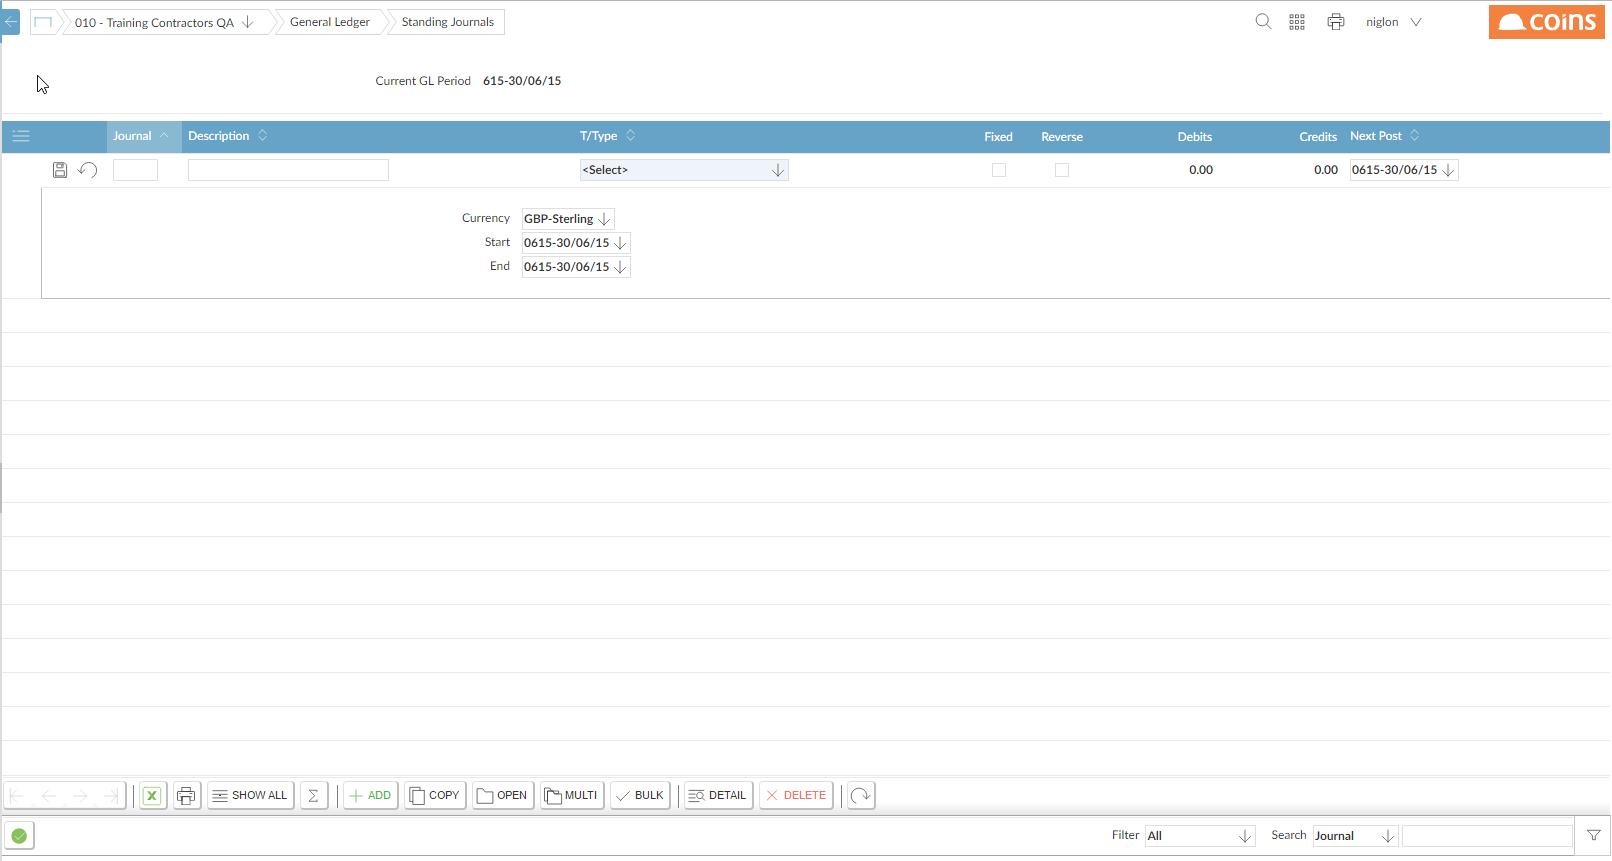 010 - Training Contractors QA
General Ledger
Standing Journals
niglon
coins
Current GL Period 615-30/06/15
Journal Description T/Type Fixed Reverse Debits Credits Next Post
<Select> 0.00 0.00 0615-30/06/15
Currency GBP-Sterling
Start 0615-30/06/15
End 0615-30/06/15
SHOW ALL Σ ADD COPY OPEN MULTI BULK DETAIL DELETE
Filter All Search Journal